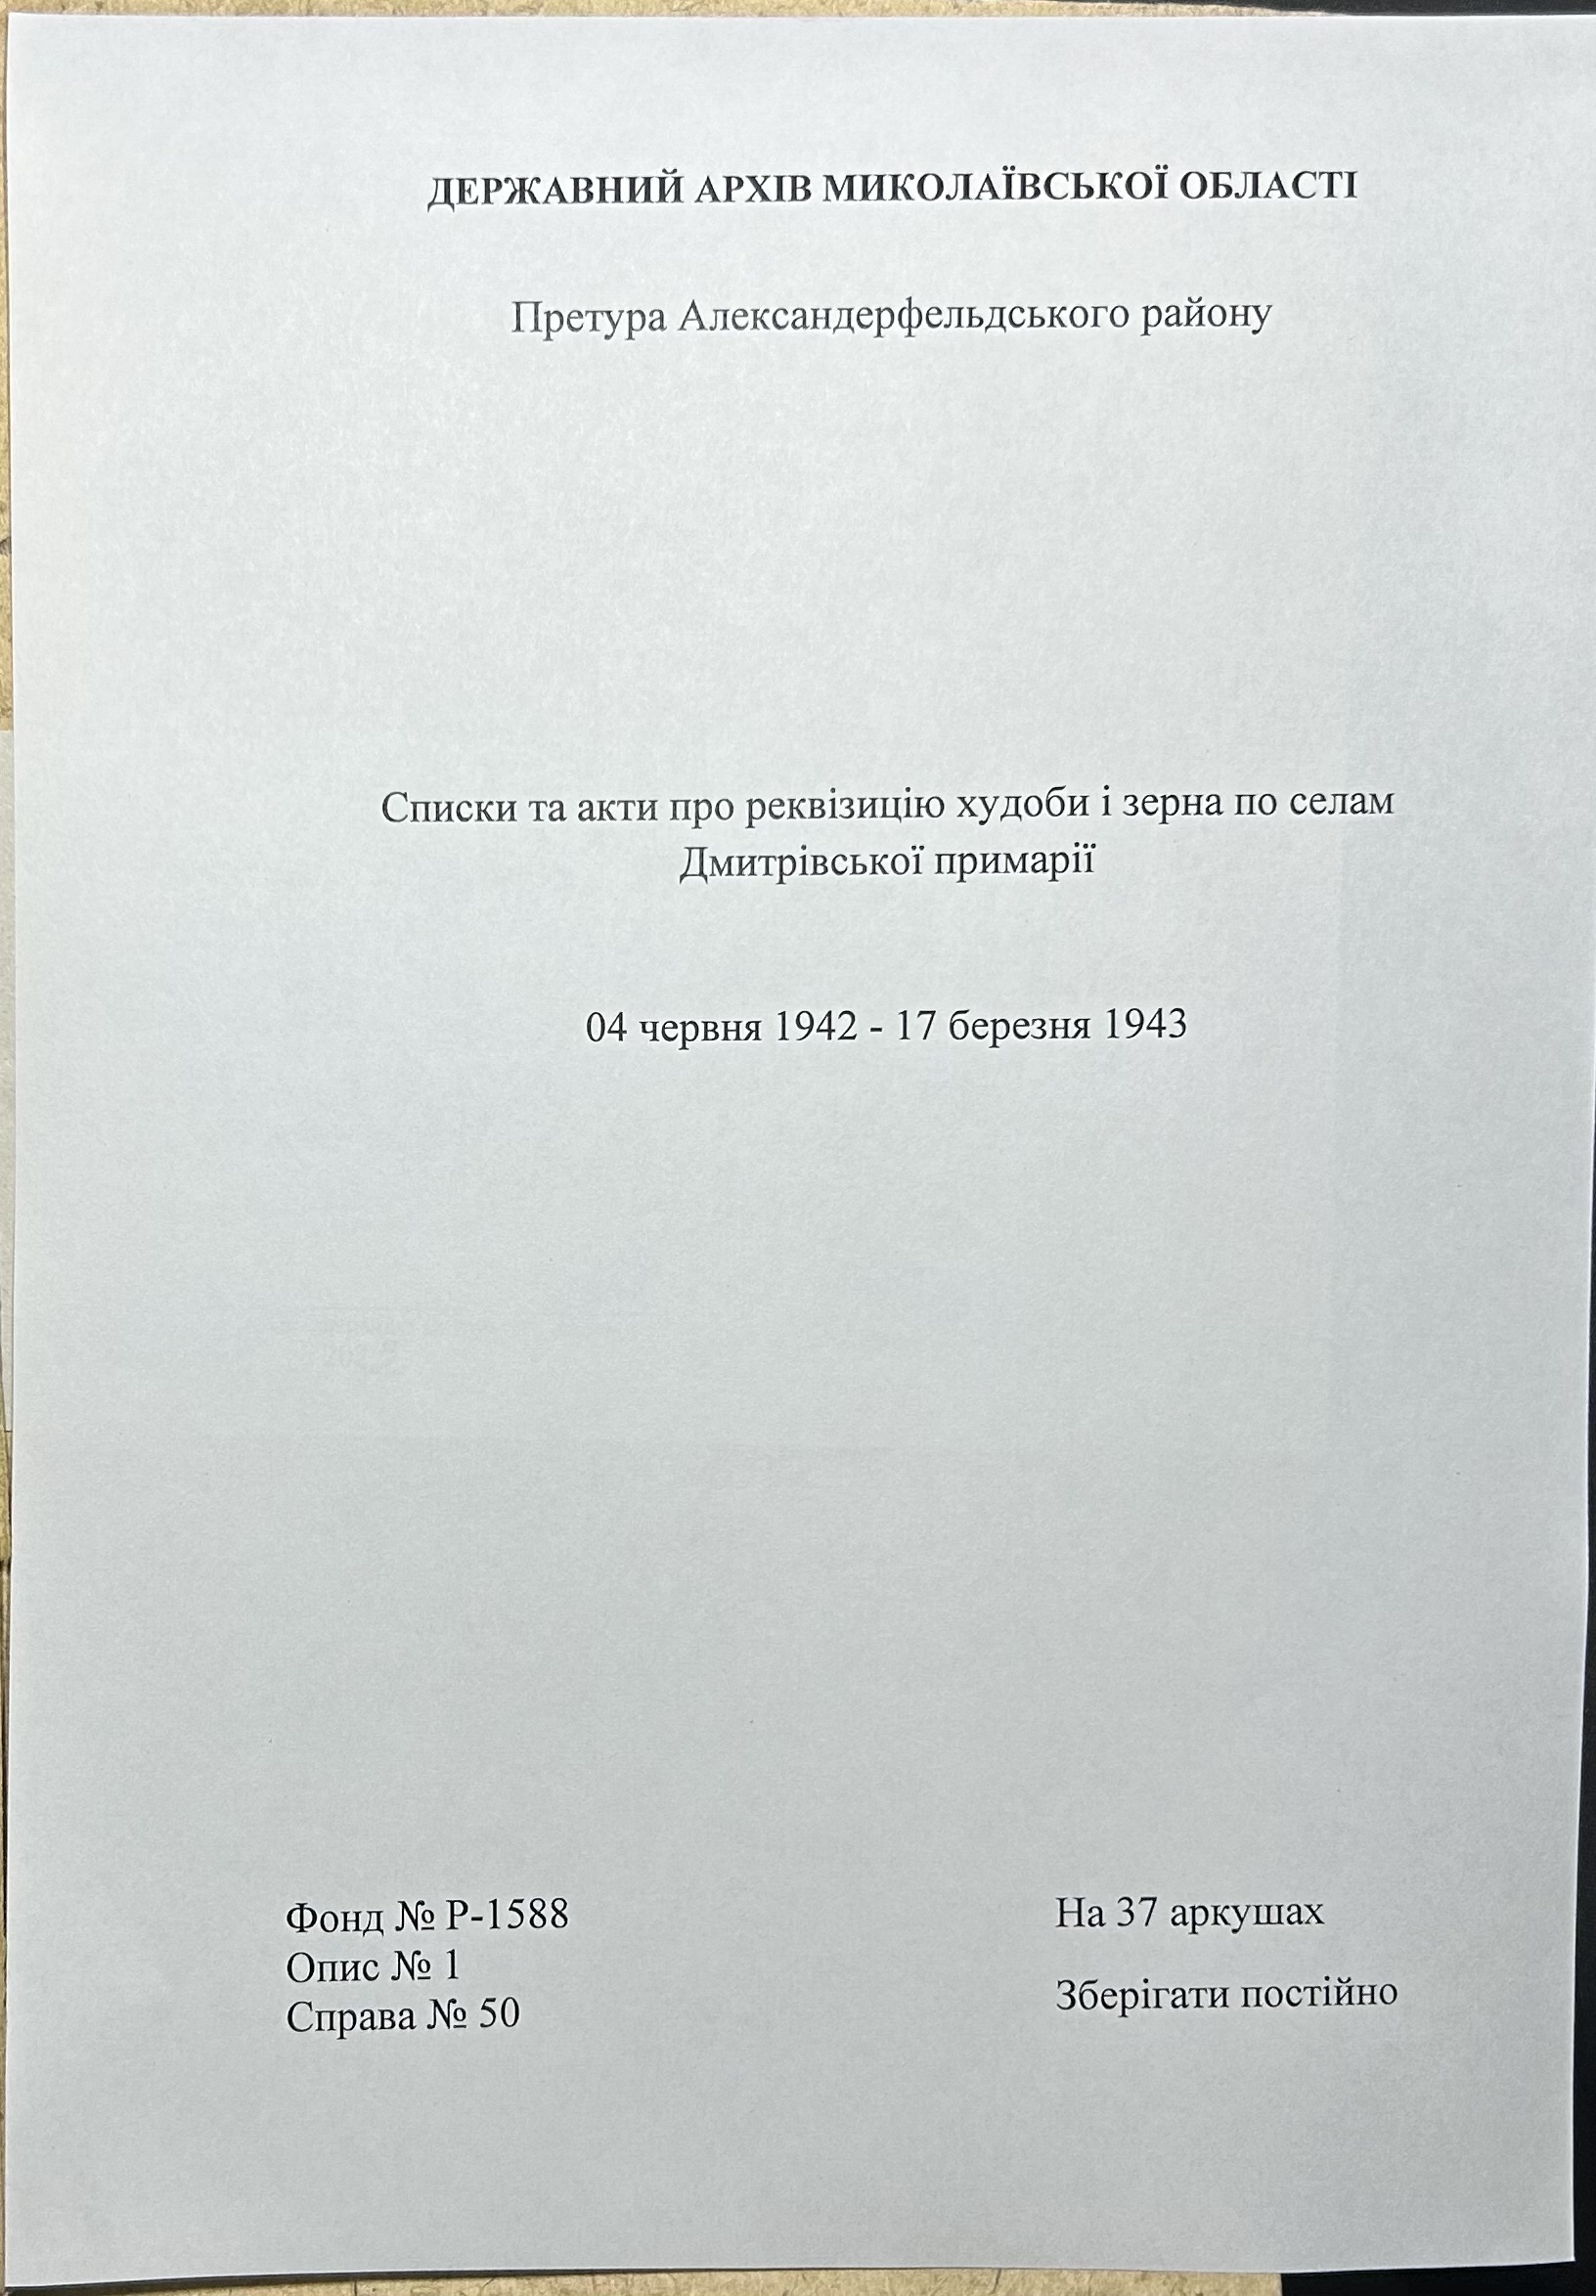 ДЕРЖАВНИЙ АРХІВ МИКОЛАЇВСЬКОЇ ОБЛАСТІ
Претура Александерфельдського району
Списки та акти про реквізицію худоби і зерна по селам
Дмитрівської примарії
04 червня 1942 - 17 березня 1943
Фонд № Р-1588
Опис № 1
Справа № 50
На 37 аркушах
Зберігати постійно